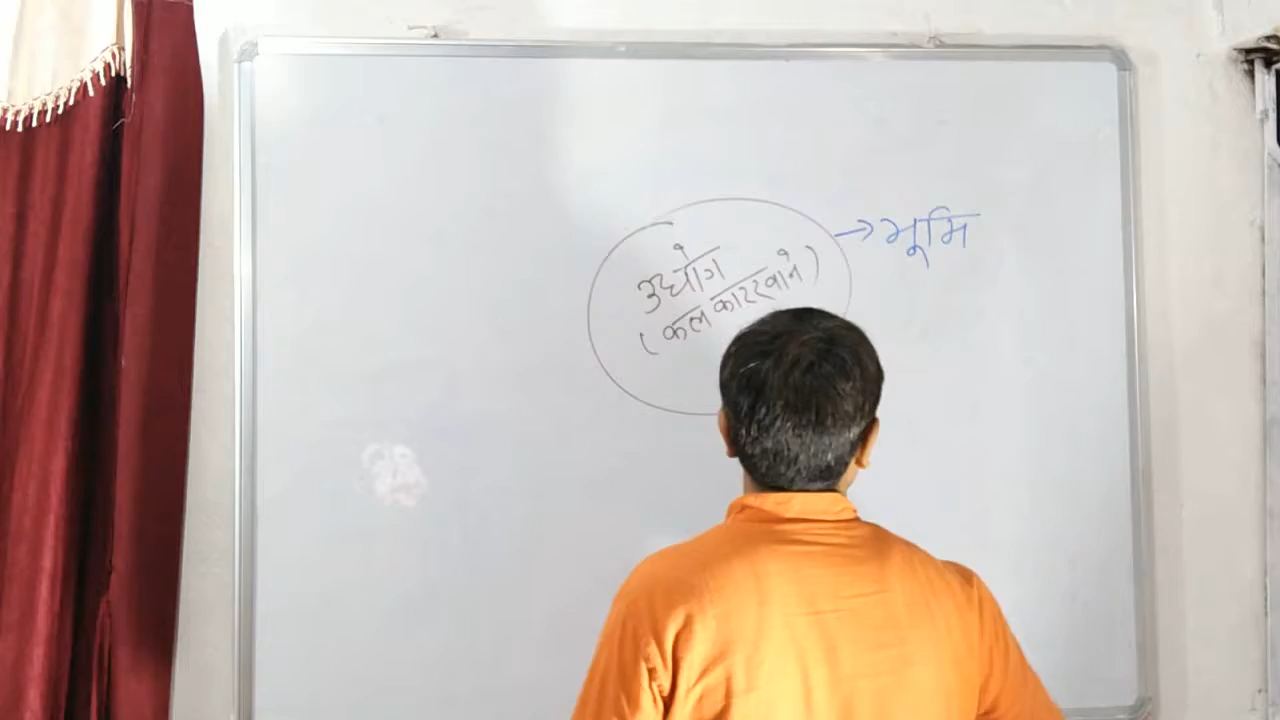 उद्योग
(कल कारखाने)
→ भूमि